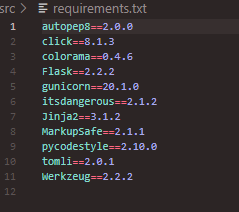 src > requirements.txt
1 autopep8==2.0.0
2 click==8.1.3
3 colorama==0.4.6
4 Flask==2.2.2
5 gunicorn==20.1.0
6 itsdangerous==2.1.2
7 Jinja2==3.1.2
8 MarkupSafe==2.1.1
9 pycodestyle==2.10.0
10 tomli==2.0.1
11 Werkzeug==2.2.2
12